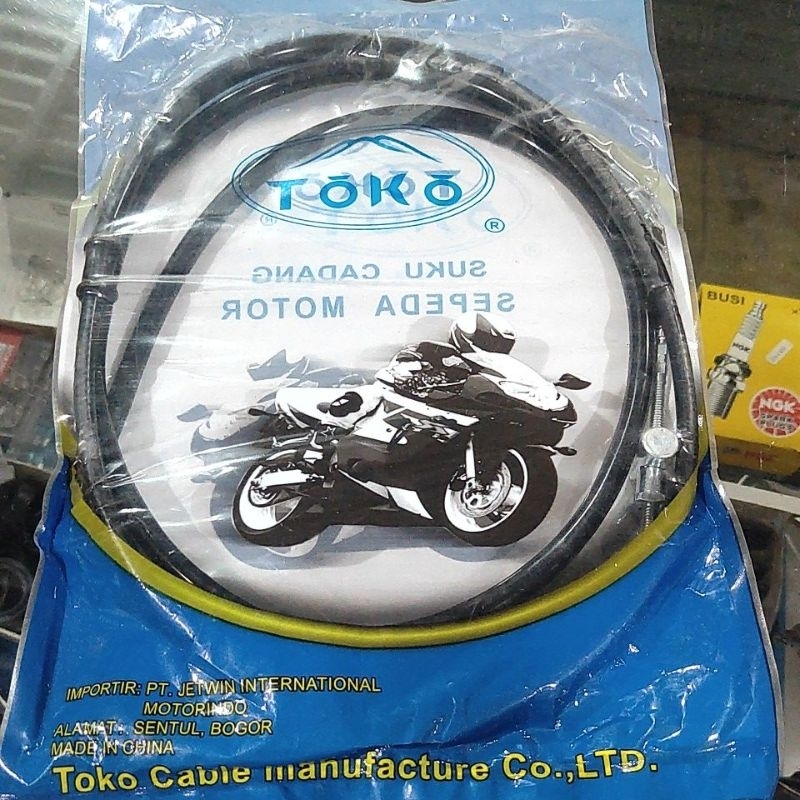 TŌKŌ
®
SUKU CADANG
SEPEDA MOTOR
BUSI
NGK
IMPORTIR: PT. JETWIN INTERNATIONAL
MOTORINDO
ALAMAT: SENTUL, BOGOR
MADE IN CHINA
Toko Cable manufacture Co.,LTD.